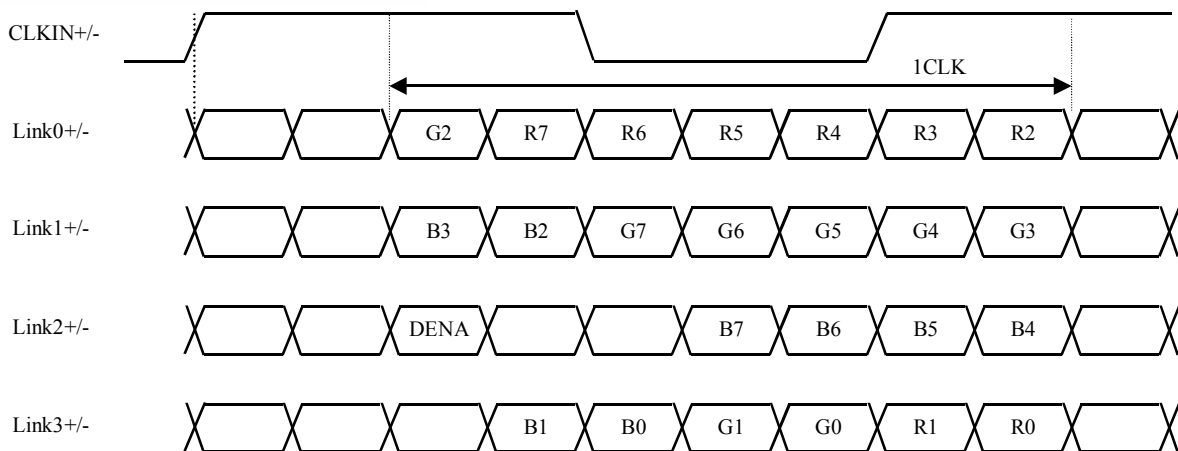 CLKIN+/-
1CLK
Link0+/- G2 R7 R6 R5 R4 R3 R2
Link1+/- B3 B2 G7 G6 G5 G4 G3
Link2+/- DENA B7 B6 B5 B4
Link3+/- B1 B0 G1 G0 R1 R0